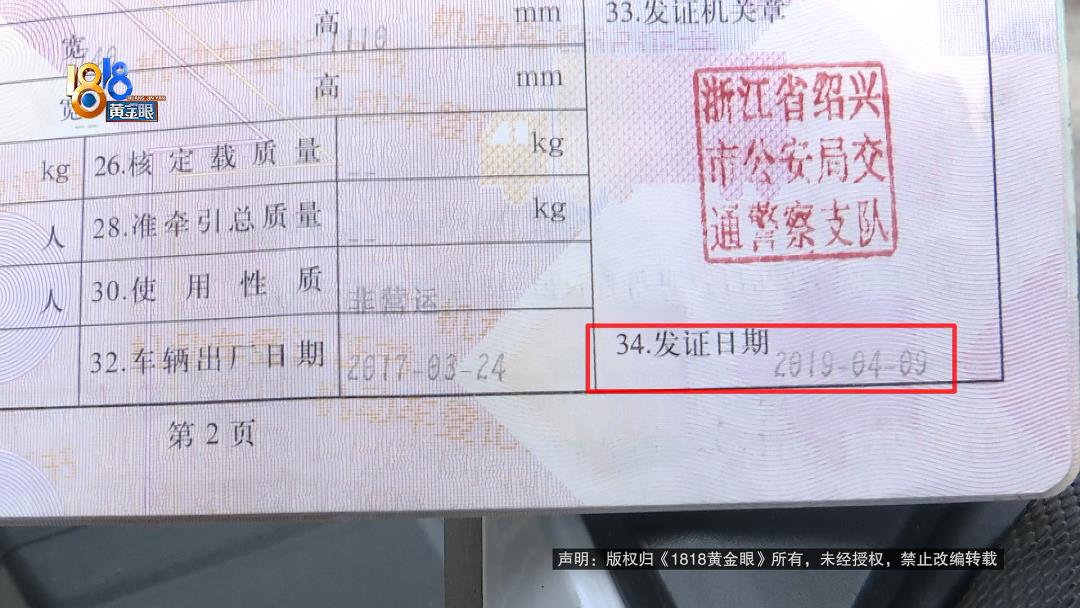 高 mm
33.发证机关章
宽
1818
黄金眼
高 mm
浙江省绍兴
市公安局交
通警察支队
kg 26.核定载质量 -- kg
人 28.准牵引总质量 -- kg
人 30.使用性质 非营运
32.车辆出厂日期 2017-03-24
34.发证日期 2019-04-09
第 2 页
声明：版权归《1818黄金眼》所有，未经授权，禁止改编转载